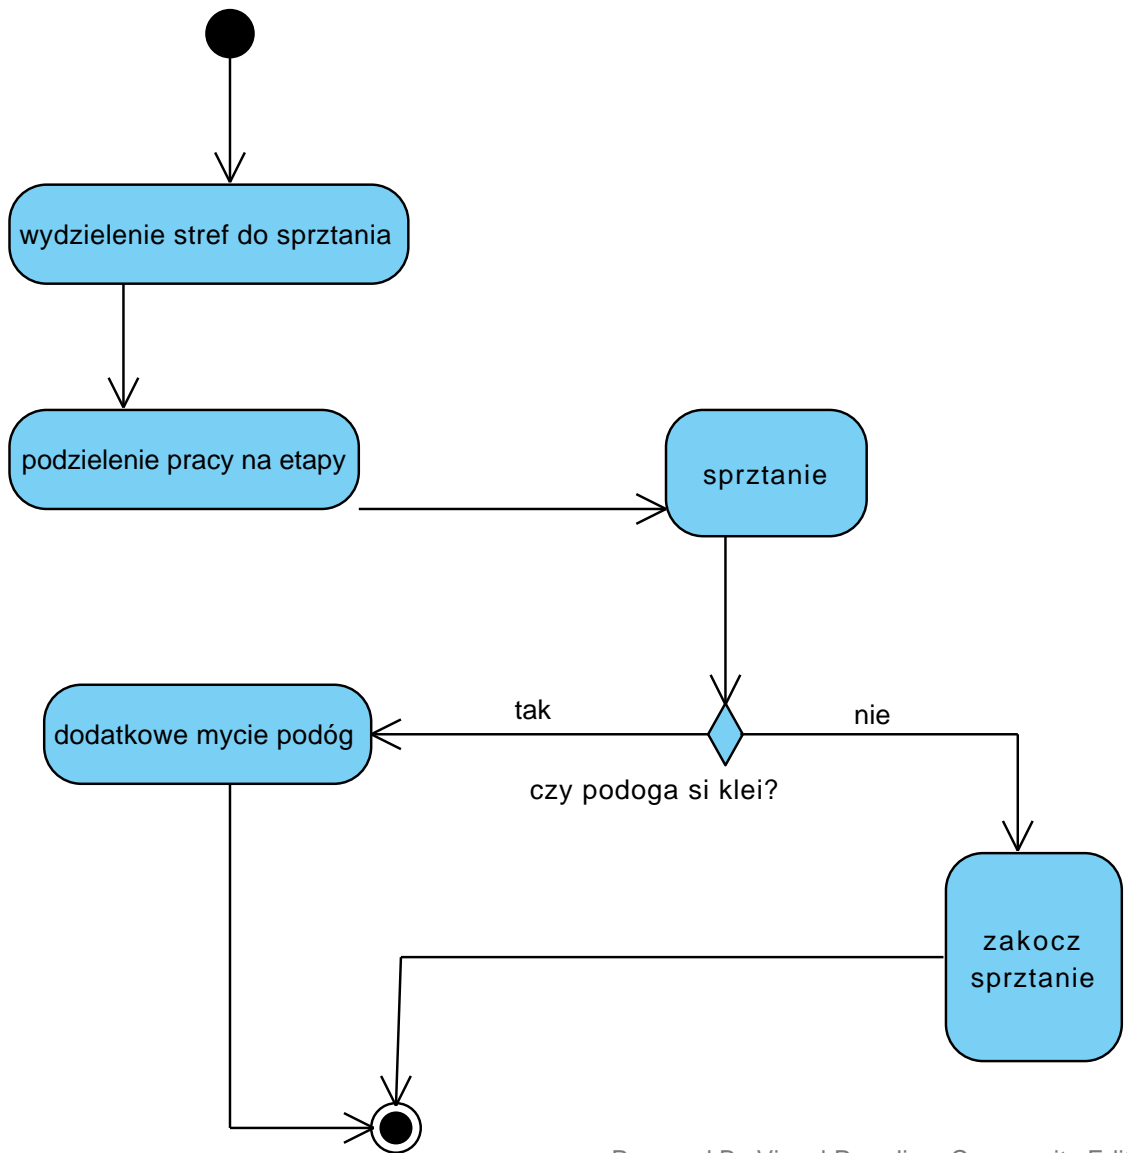 wydzielenie stref do sprztania
podzielenie pracy na etapy
sprztanie
tak
nie
dodatkowe mycie podóg
czy podoga si klei?
zakocz
sprztanie